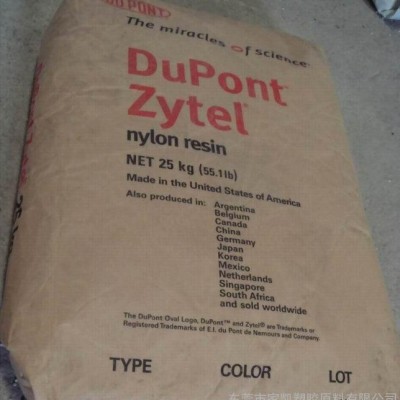 DUPONT
The miracles of science
DuPont
Zytel®
nylon resin
NET 25 kg (55.1lb)
Made in the United States of America
Also produced in: Argentina
Belgium
Canada
China
Germany
Japan
Korea
Mexico
Netherlands
Singapore
South Africa
and sold worldwide
The DuPont Oval Logo, DuPont™ and Zytel® are Trademarks or
Registered Trademarks of E.I. du Pont de Nemours and Company.
TYPE COLOR LOT